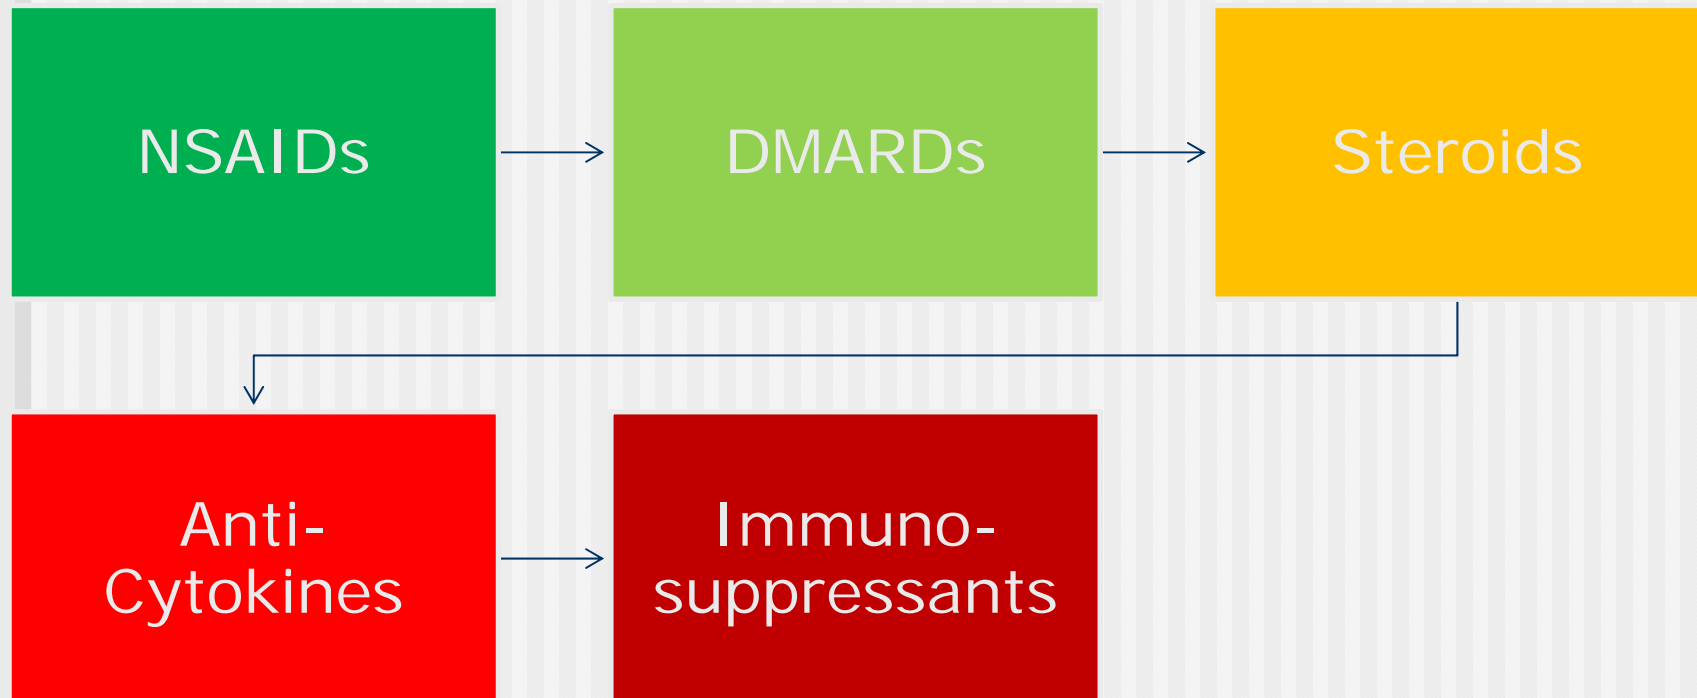 NSAIDs
DMARDs
Steroids
Anti-
Cytokines
Immuno-
suppressants